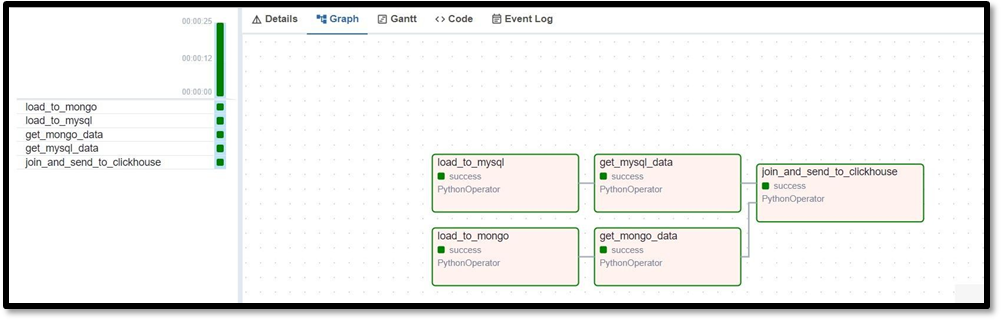 00:00:25
00:00:12
00:00:00
load_to_mongo
load_to_mysql
get_mongo_data
get_mysql_data
join_and_send_to_clickhouse
Details Graph Gantt Code Event Log
load_to_mysql
success
PythonOperator
get_mysql_data
success
PythonOperator
join_and_send_to_clickhouse
success
PythonOperator
load_to_mongo
success
PythonOperator
get_mongo_data
success
PythonOperator